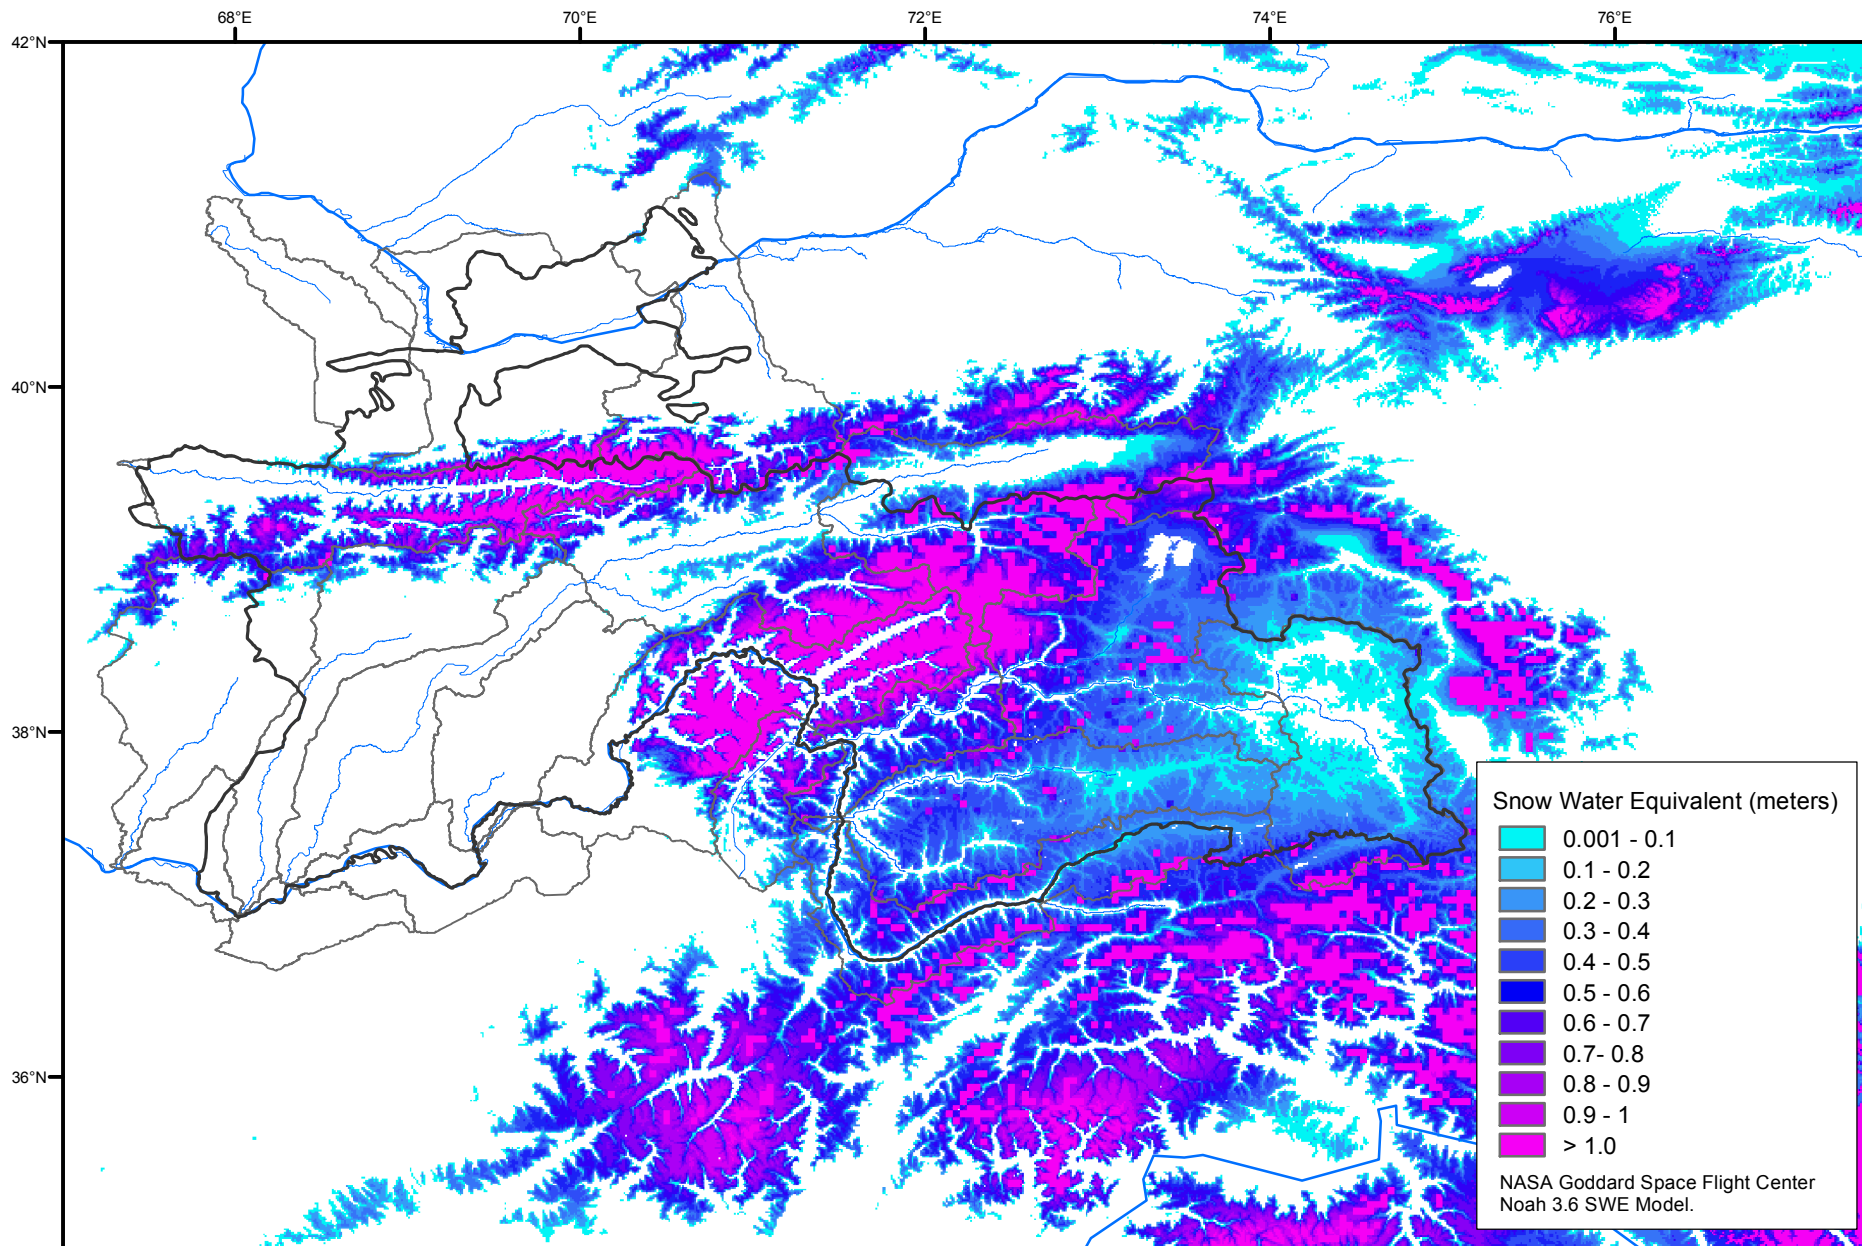 68°E 70°E 72°E 74°E 76°E
42°N
40°N
38°N
36°N
Snow Water Equivalent (meters)
0.001 - 0.1
0.1 - 0.2
0.2 - 0.3
0.3 - 0.4
0.4 - 0.5
0.5 - 0.6
0.6 - 0.7
0.7- 0.8
0.8 - 0.9
0.9 - 1
> 1.0
NASA Goddard Space Flight Center
Noah 3.6 SWE Model.